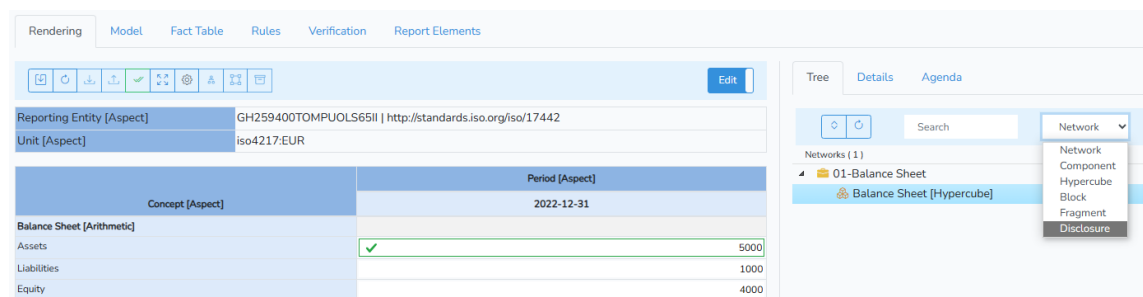 Rendering Model Fact Table Rules Verification Report Elements
Edit
Tree Details Agenda
Reporting Entity [Aspect] GH259400TOMPUOLS65II | http://standards.iso.org/iso/17442
Unit [Aspect] iso4217:EUR
Search Network
Networks ( 1 )
01-Balance Sheet
Balance Sheet [Hypercube]
Network
Component
Hypercube
Block
Fragment
Disclosure
Period [Aspect]
Concept [Aspect] 2022-12-31
Balance Sheet [Arithmetic]
Assets 5000
Liabilities 1000
Equity 4000